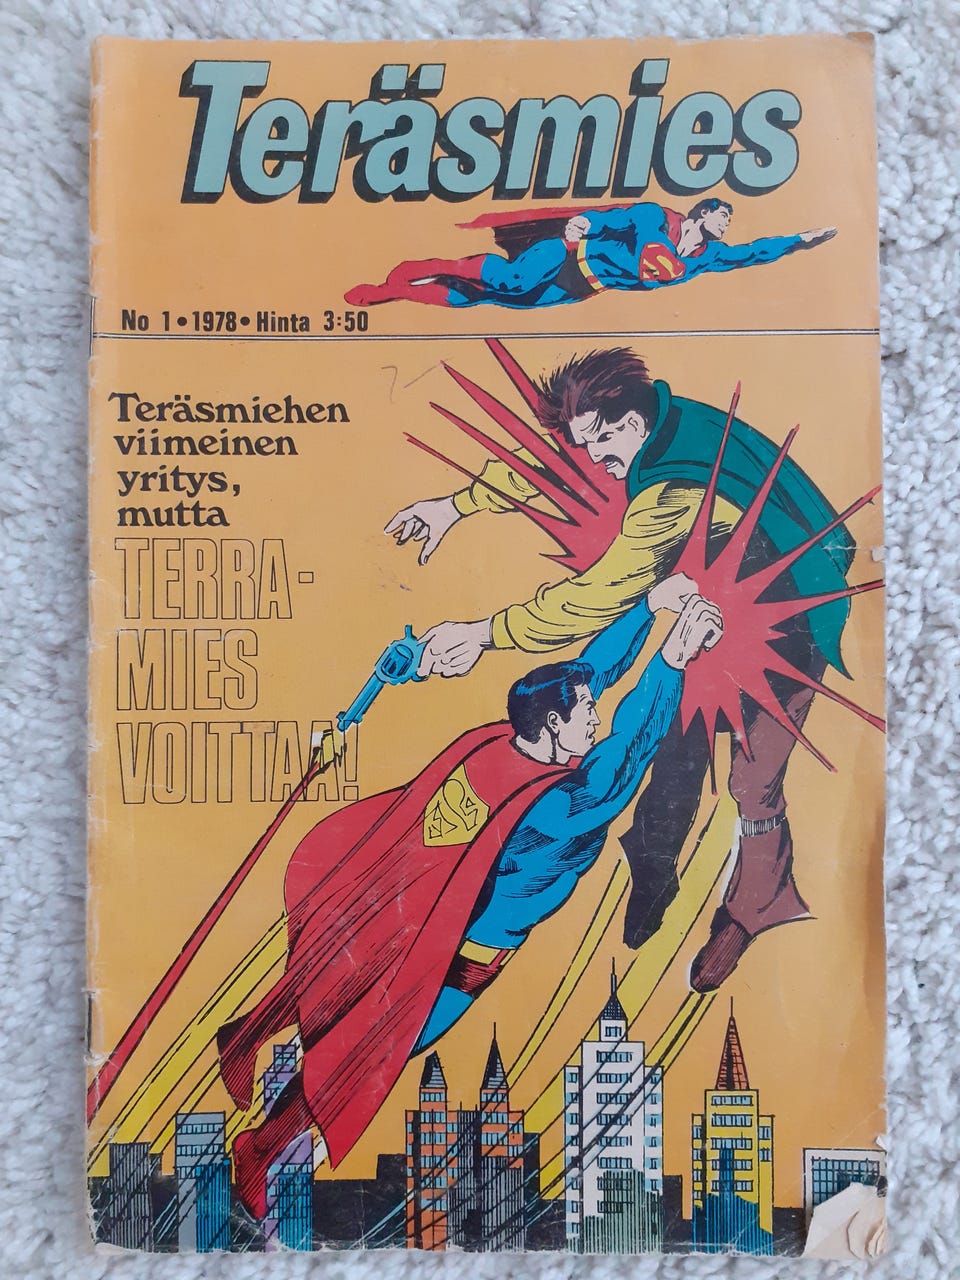 Teräsmies
No 1•1978•Hinta 3:50
Teräsmiehen
viimeinen
yritys,
mutta
TERRA-
MIES
VOITTAA!